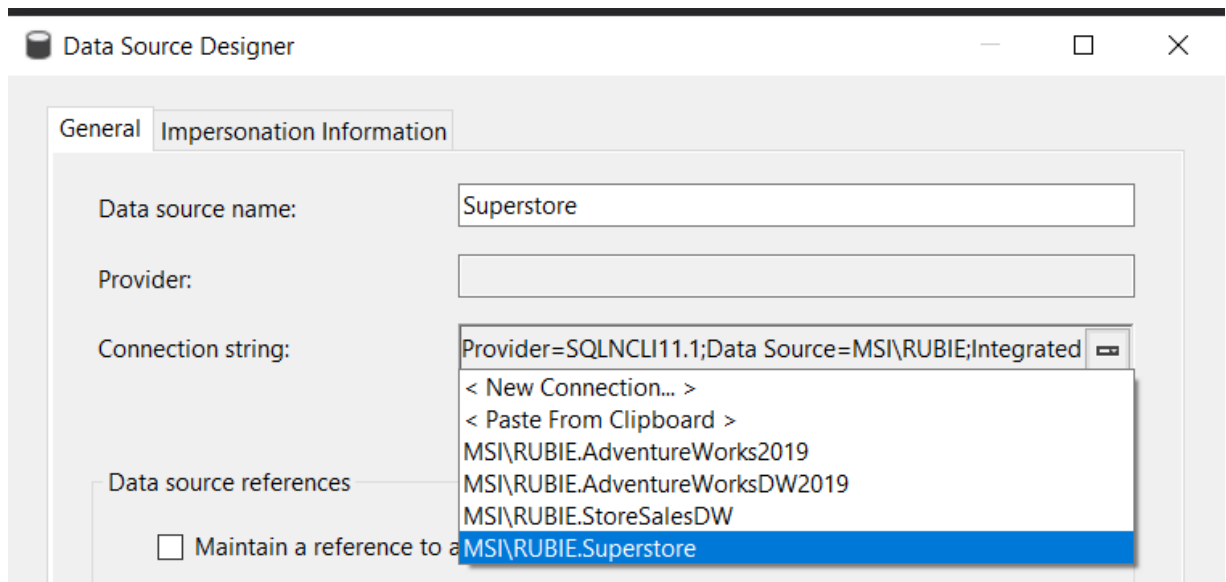 Data Source Designer
General
Impersonation Information
Data source name:
Superstore
Provider:
Connection string:
Provider=SQLNCLI11.1;Data Source=MSI\RUBIE;Integrated
< New Connection... >
< Paste From Clipboard >
MSI\RUBIE.AdventureWorks2019
MSI\RUBIE.AdventureWorksDW2019
MSI\RUBIE.StoreSalesDW
MSI\RUBIE.Superstore
Data source references
Maintain a reference to a